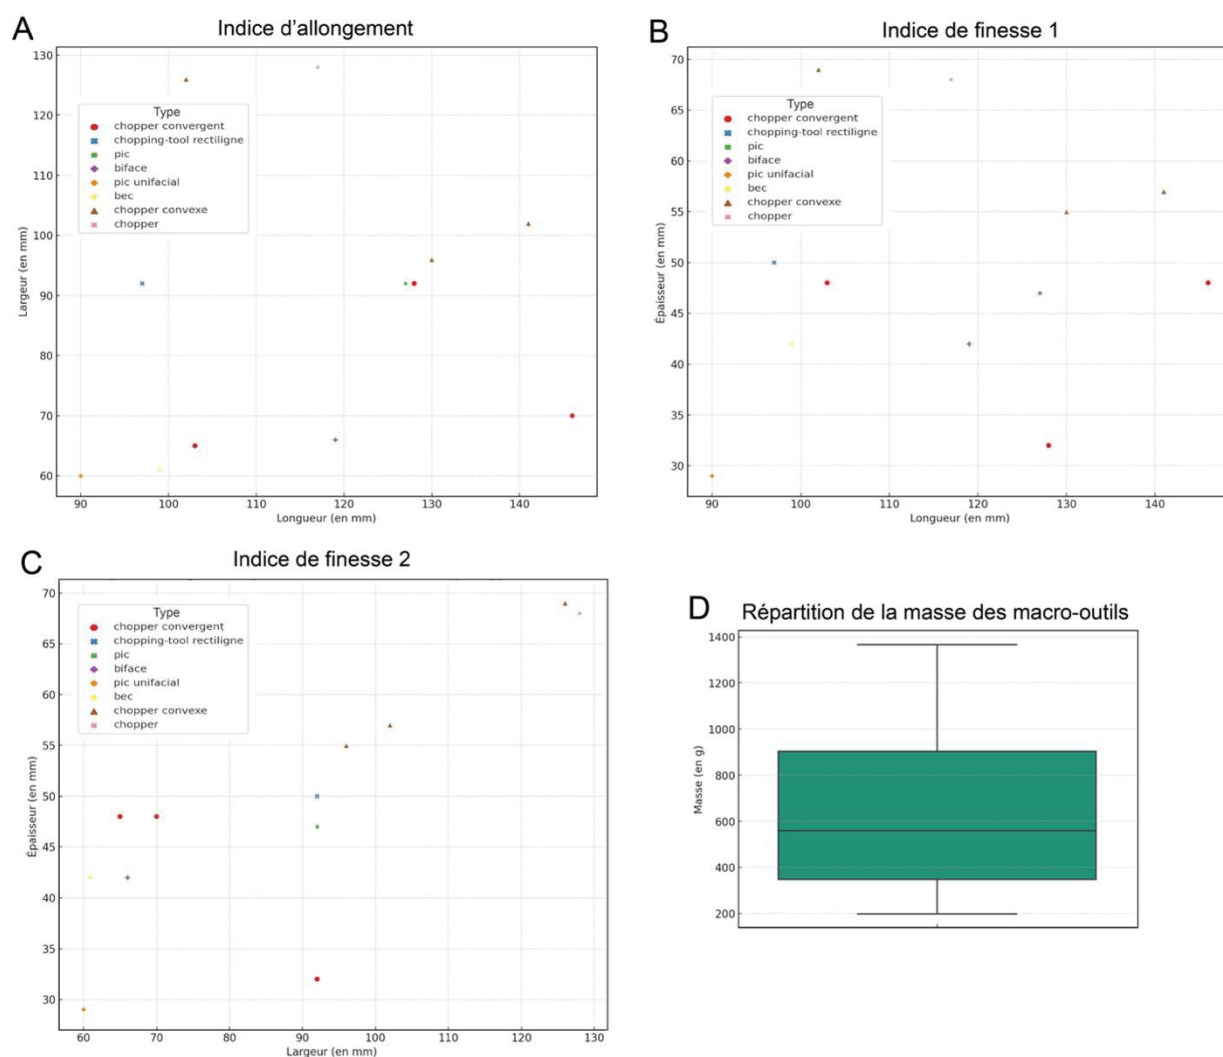 A
Indice d'allongement
130
120
110
100
90
80
70
60
Largeur (en mm)
Type
chopper convergent
chopping-tool rectiligne
pic
biface
pic unifacial
bec
chopper convexe
chopper
90 100 110 120 130 140
Longueur (en mm)
B
Indice de finesse 1
70
65
60
55
50
45
40
35
30
Épaisseur (en mm)
Type
chopper convergent
chopping-tool rectiligne
pic
biface
pic unifacial
bec
chopper convexe
chopper
90 100 110 120 130 140
Longueur (en mm)
C
Indice de finesse 2
70
65
60
55
50
45
40
35
30
Épaisseur (en mm)
Type
chopper convergent
chopping-tool rectiligne
pic
biface
pic unifacial
bec
chopper convexe
chopper
60 70 80 90 100 110 120 130
Largeur (en mm)
D
Répartition de la masse des macro-outils
1400
1200
1000
800
600
400
200
Masse (en g)